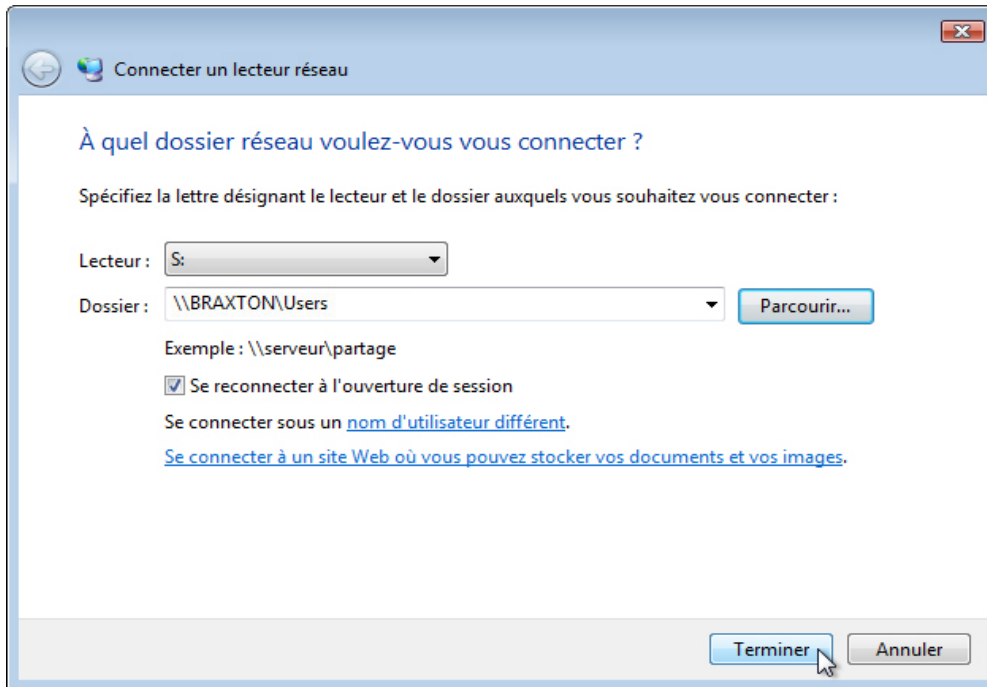 Connecter un lecteur réseau
À quel dossier réseau voulez-vous vous connecter ?
Spécifiez la lettre désignant le lecteur et le dossier auxquels vous souhaitez vous connecter :
Lecteur : S:
Dossier : \\BRAXTON\Users Parcourir...
Exemple : \\serveur\partage
Se reconnecter à l'ouverture de session
Se connecter sous un nom d'utilisateur différent.
Se connecter à un site Web où vous pouvez stocker vos documents et vos images.
Terminer Annuler